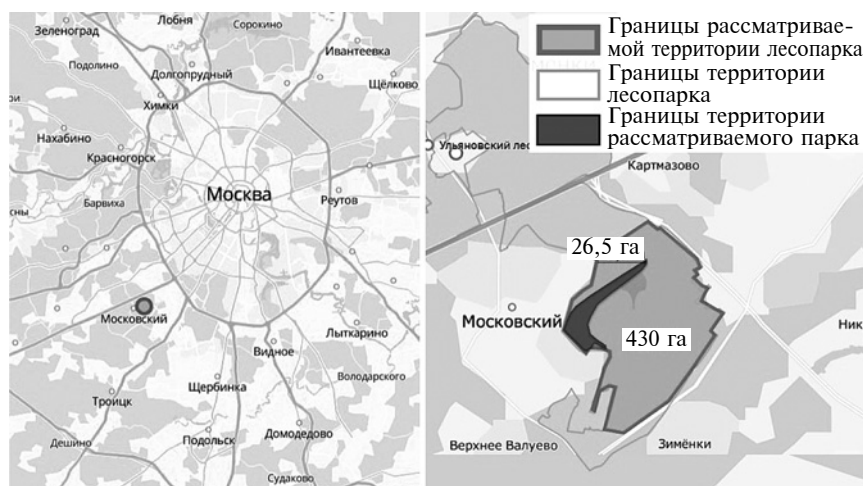 Лобня
Сорокино
Зеленоград
Ивантеевка
Подолино
Долгопрудный
Щёлково
Химки
Нахабино
Красногорск
Барвиха
Москва
Реутов
Московский
Лыткарино
Видное
Володарского
Щербинка
Троицк
Домодедово
Дешино
Подольск
Судаково
Границы рассматривае-
мой территории лесопарка
Границы территории
лесопарка
Границы территории
рассматриваемого парка
Ульяновский лес
Картмазово
26,5 га
Московский
430 га
Ник
Верхнее Валуево
Зимёнки